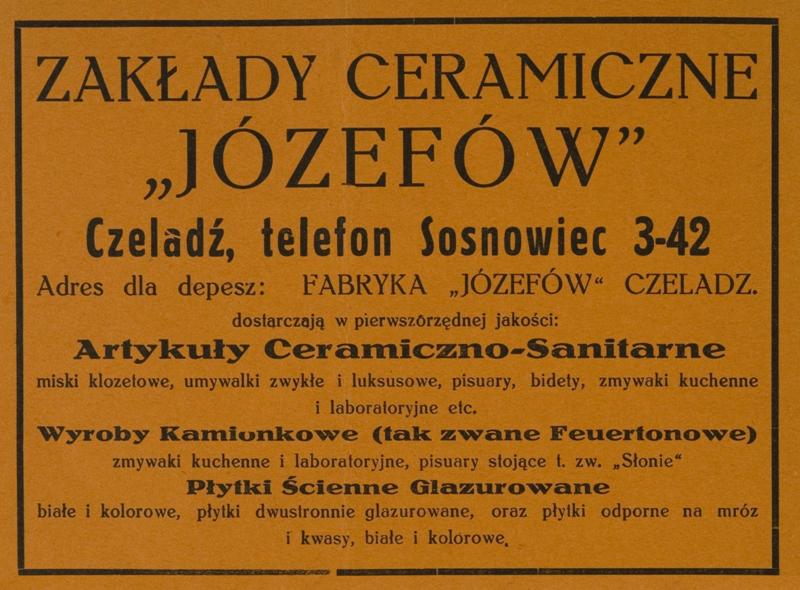 ZAKŁADY CERAMICZNE
„JÓZEFÓW”
Czeladź, telefon Sosnowiec 3-42
Adres dla depesz: FABRYKA „JÓZEFÓW“ CZELADZ.
dostarczają w pierwszórzędnej jakości:
Artykuły Ceramiczno-Sanitarne
miski klozetowe, umywalki zwykłe i luksusowe, pisuary, bidety, zmywaki kuchenne
i laboratoryjne etc.
Wyroby Kamionkowe (tak zwane Feuertonowe)
zmywaki kuchenne i laboratoryjne, pisuary stojące t. zw. „Słonie“
Płytki Ścienne Glazurowane
białe i kolorowe, płytki dwustronnie glazurowane, oraz płytki odporne na mróz
i kwasy, białe i kolorowe.